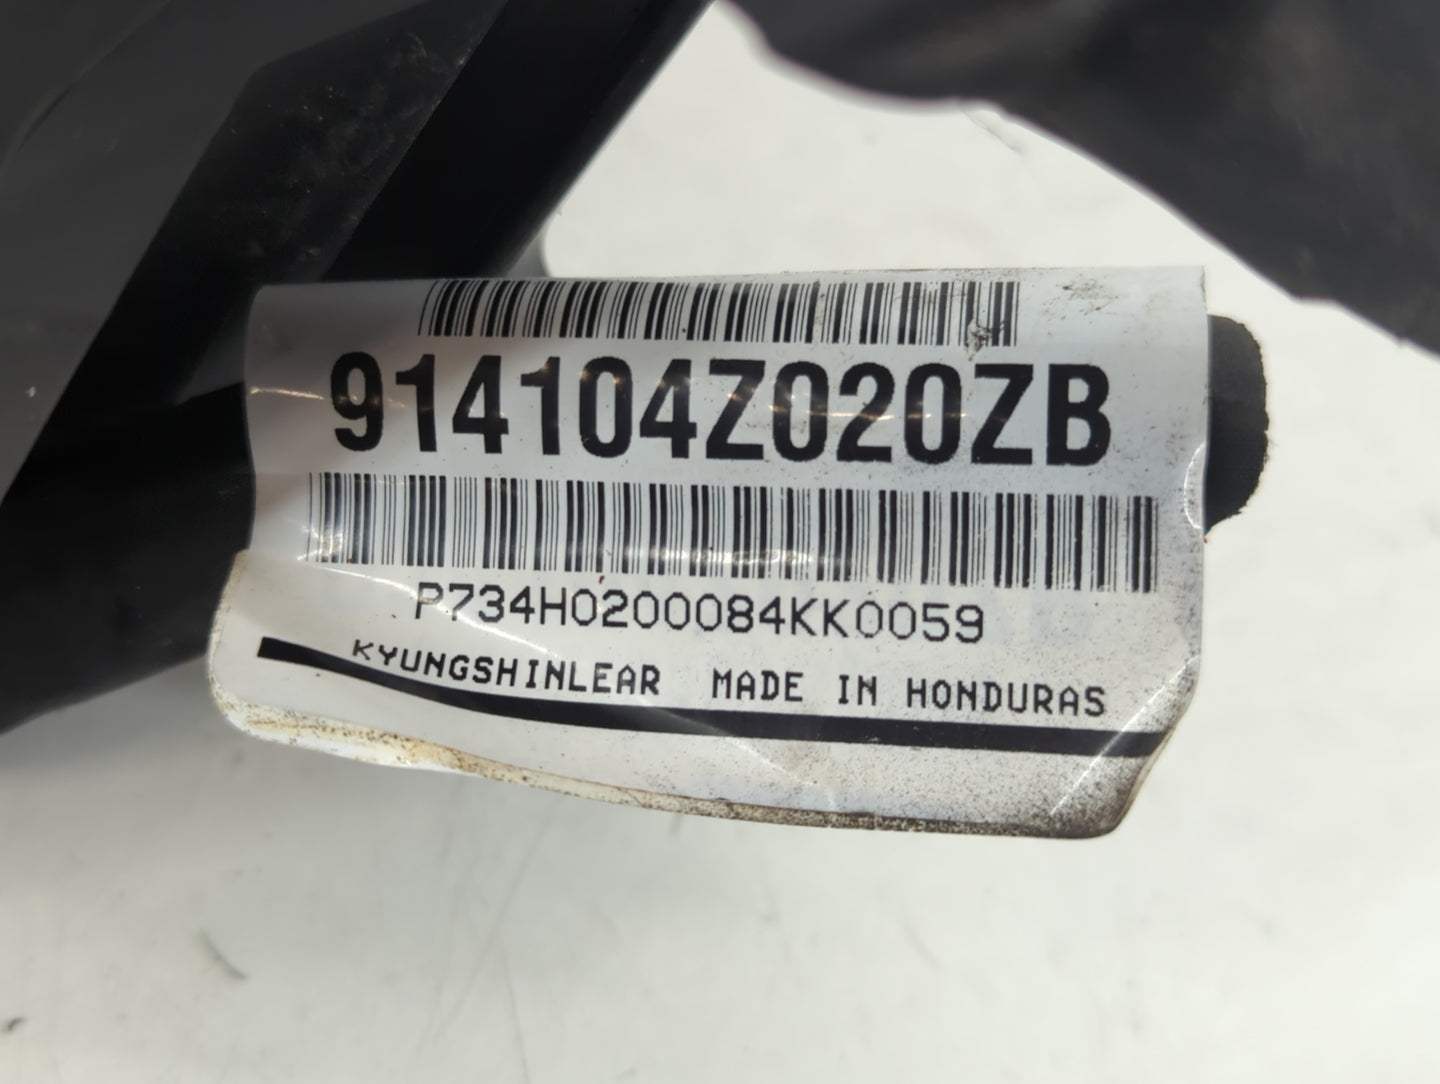 914104Z020ZB
P734H0200084KK0059
KYUNGSHINLEAR MADE IN HONDURAS